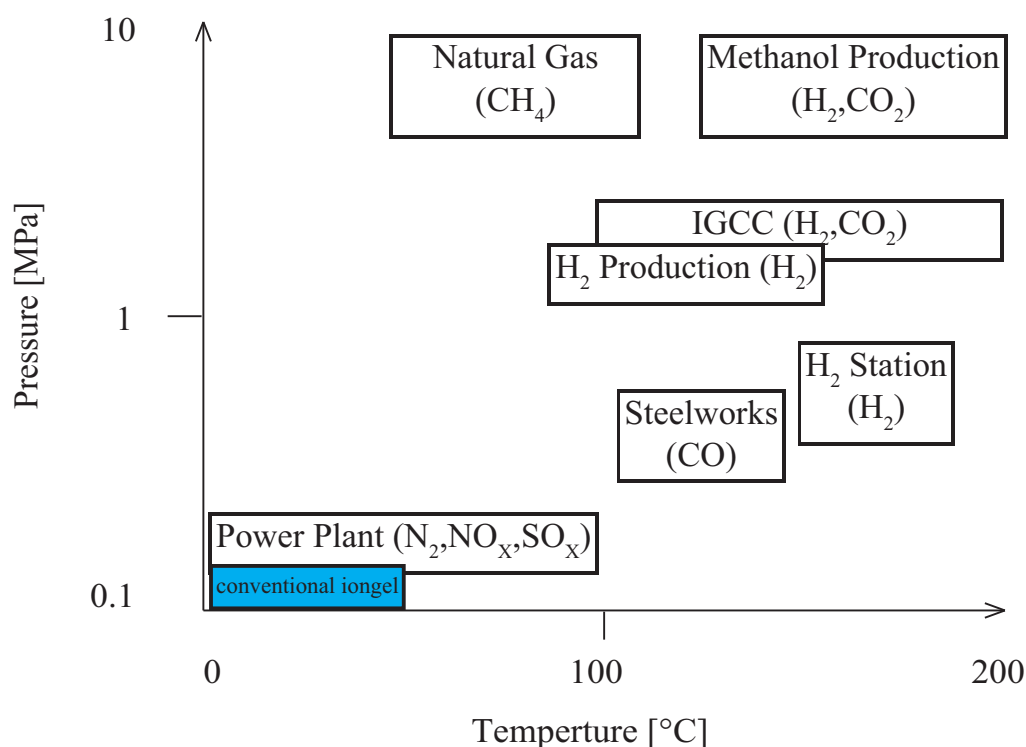 10
Natural Gas
(CH₄)
Methanol Production
(H₂,CO₂)
Pressure [MPa]
IGCC (H₂,CO₂)
H₂ Production (H₂)
1
H₂ Station
(H₂)
Steelworks
(CO)
Power Plant (N₂,NOₓ,SOₓ)
conventional iongel
0.1
0
100
200
Temperture [°C]